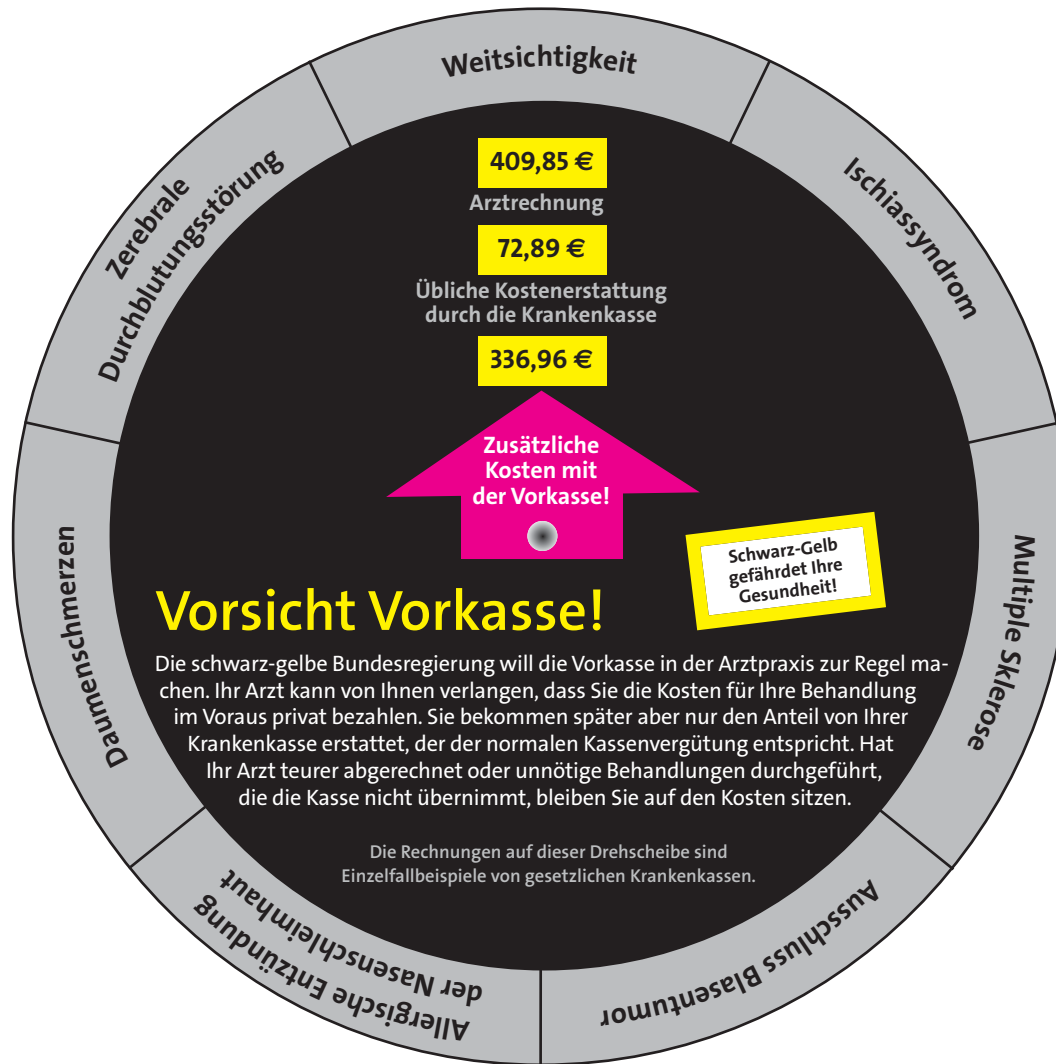 Weitsichtigkeit
Ischiassyndrom
Multiple Sklerose
Ausschluss Blasentumor
Allergische Entzündung
der Nasenschleimhaut
Daumenschmerzen
Zerebrale
Durchblutungsstörung
409,85 €
Arztrechnung
72,89 €
Übliche Kostenerstattung
durch die Krankenkasse
336,96 €
Zusätzliche
Kosten mit
der Vorkasse!
Schwarz-Gelb
gefährdet Ihre
Gesundheit!
Vorsicht Vorkasse!
Die schwarz-gelbe Bundesregierung will die Vorkasse in der Arztpraxis zur Regel ma-
chen. Ihr Arzt kann von Ihnen verlangen, dass Sie die Kosten für Ihre Behandlung
im Voraus privat bezahlen. Sie bekommen später aber nur den Anteil von Ihrer
Krankenkasse erstattet, der der normalen Kassenvergütung entspricht. Hat
Ihr Arzt teurer abgerechnet oder unnötige Behandlungen durchgeführt,
die die Kasse nicht übernimmt, bleiben Sie auf den Kosten sitzen.
Die Rechnungen auf dieser Drehscheibe sind
Einzelfallbeispiele von gesetzlichen Krankenkassen.